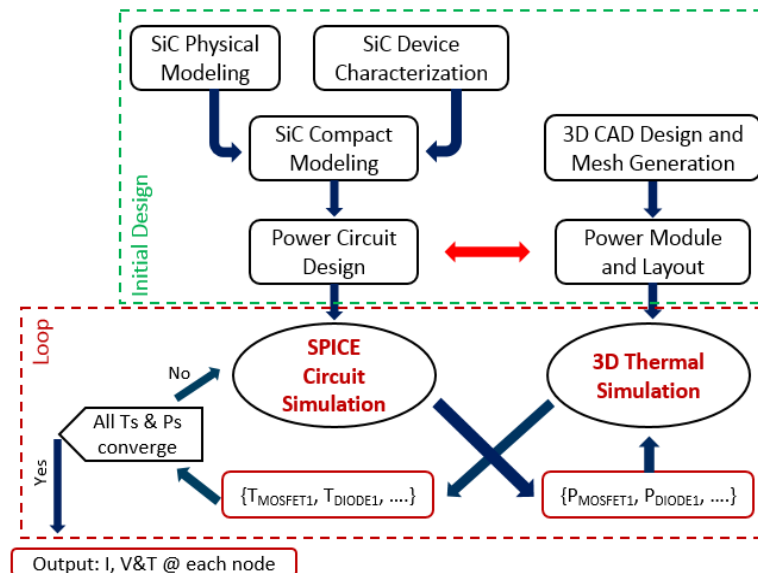 SiC Physical
Modeling
SiC Device
Characterization
SiC Compact
Modeling
3D CAD Design and
Mesh Generation
Power Circuit
Design
Power Module
and Layout
Initial Design
Loop
SPICE
Circuit
Simulation
3D Thermal
Simulation
No
All Ts & Ps
converge
Yes
{TMOSFET1, TDIODE1, ....}
{PMOSFET1, PDIODE1, ....}
Output: I, V&T @ each node